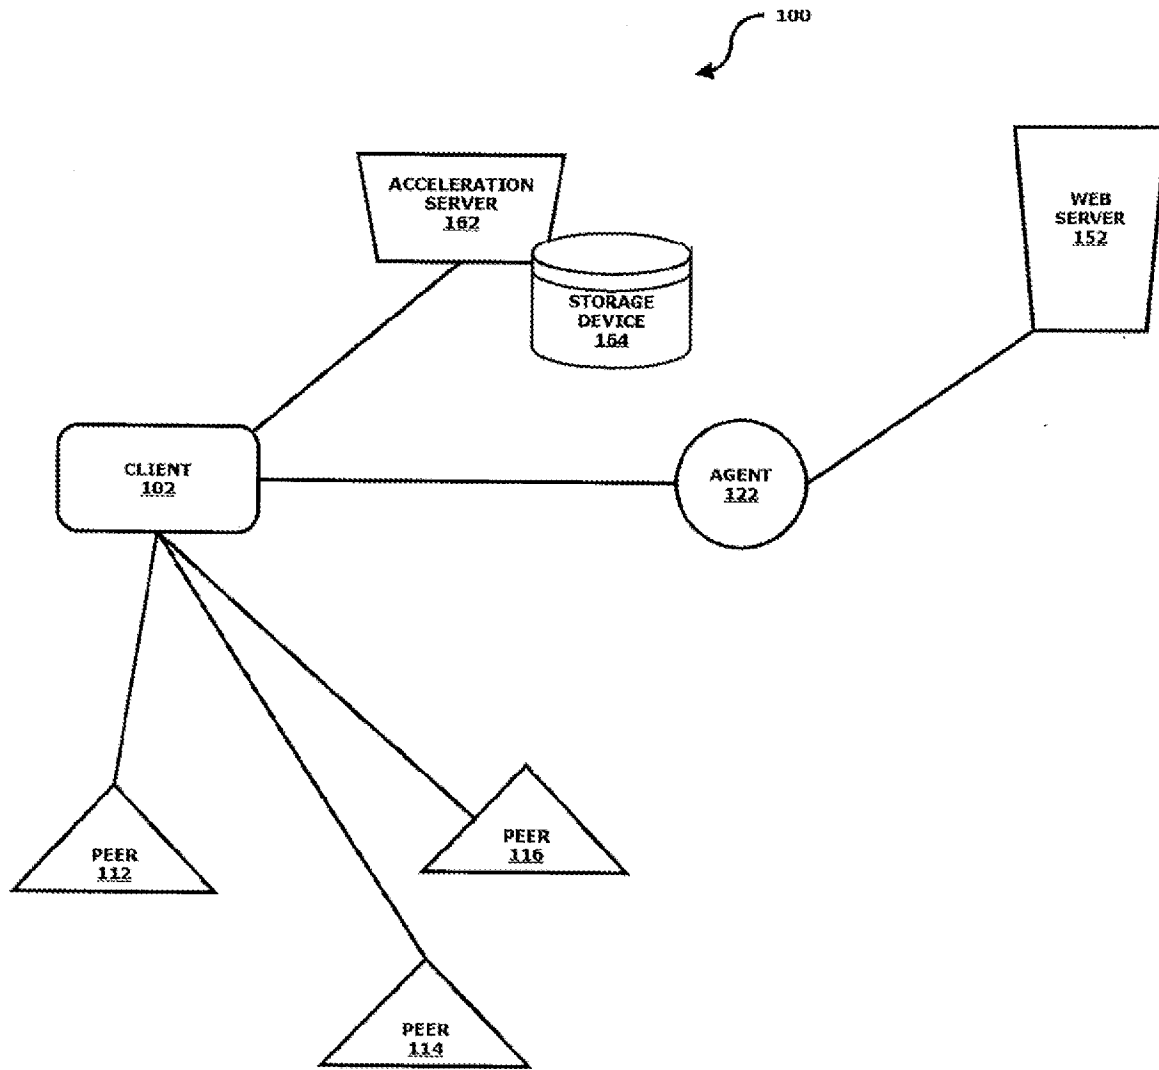 100
ACCELERATION
SERVER
162
WEB
SERVER
152
STORAGE
DEVICE
164
CLIENT
102
AGENT
122
PEER
116
PEER
112
PEER
114